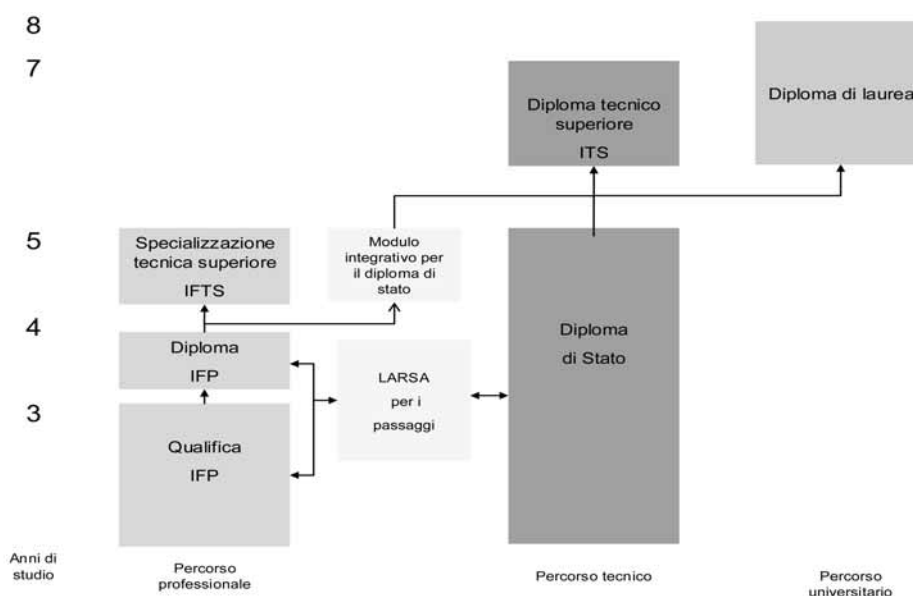 8
7
Diploma tecnico
superiore
ITS
Diploma di laurea
5
Specializzazione
tecnica superiore
IFTS
Modulo
integrativo per
il diploma di
stato
4
Diploma
IFP
Diploma
di Stato
LARSA
per i
passaggi
3
Qualifica
IFP
Anni di
studio
Percorso
professionale
Percorso tecnico
Percorso
universitario